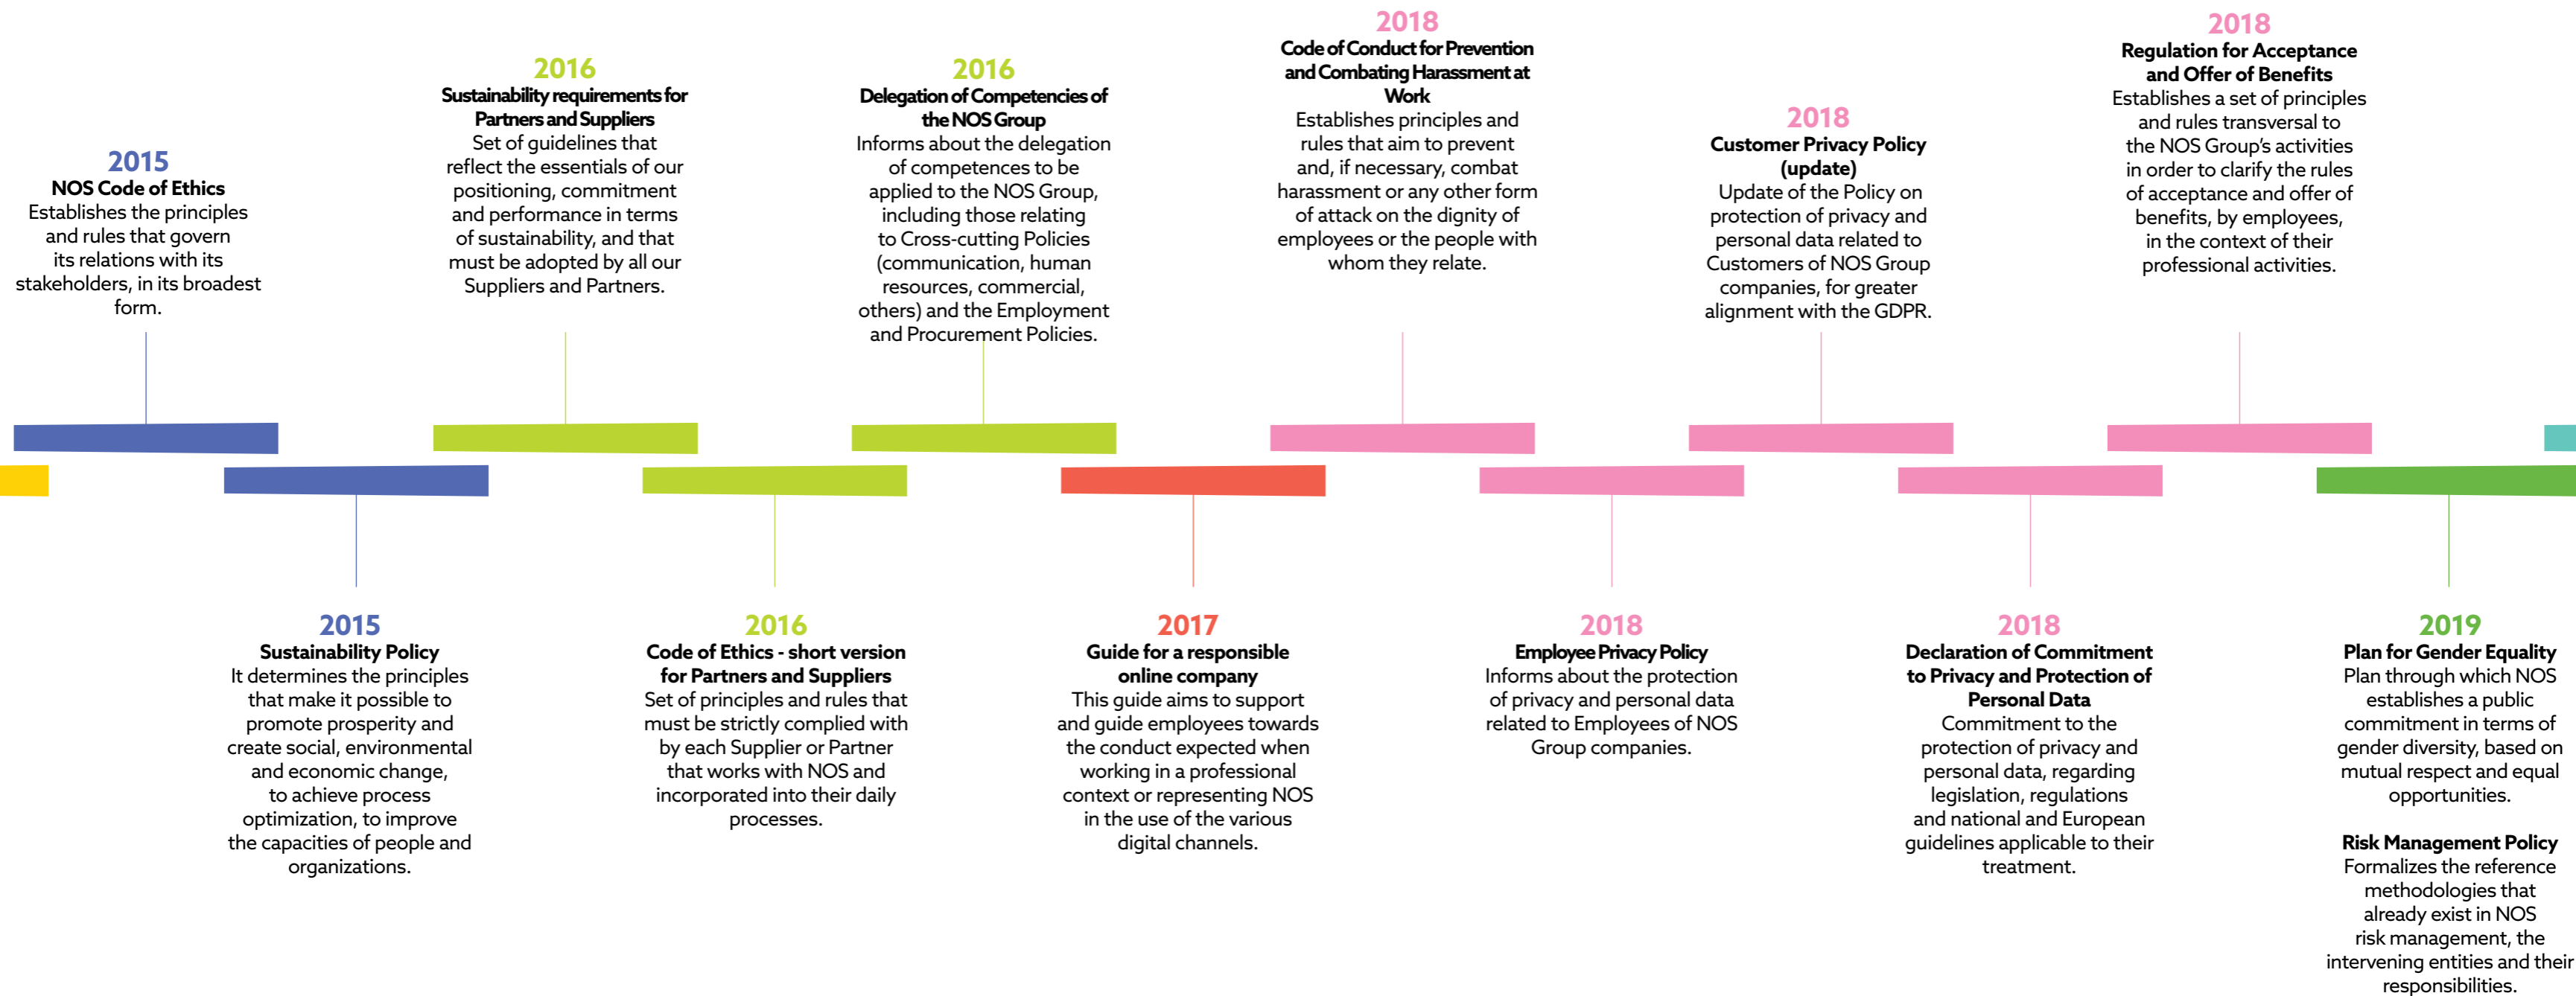 2015
NOS Code of Ethics
Establishes the principles
and rules that govern
its relations with its
stakeholders, in its broadest
form.
2015
Sustainability Policy
It determines the principles
that make it possible to
promote prosperity and
create social, environmental
and economic change,
to achieve process
optimization, to improve
the capacities of people and
organizations.
2016
Sustainability requirements for
Partners and Suppliers
Set of guidelines that
reflect the essentials of our
positioning, commitment
and performance in terms
of sustainability, and that
must be adopted by all our
Suppliers and Partners.
2016
Code of Ethics - short version
for Partners and Suppliers
Set of principles and rules that
must be strictly complied with
by each Supplier or Partner
that works with NOS and
incorporated into their daily
processes.
2016
Delegation of Competencies of
the NOS Group
Informs about the delegation
of competences to be
applied to the NOS Group,
including those relating
to Cross-cutting Policies
(communication, human
resources, commercial,
others) and the Employment
and Procurement Policies.
2017
Guide for a responsible
online company
This guide aims to support
and guide employees towards
the conduct expected when
working in a professional
context or representing NOS
in the use of the various
digital channels.
2018
Code of Conduct for Prevention
and Combating Harassment at
Work
Establishes principles and
rules that aim to prevent
and, if necessary, combat
harassment or any other form
of attack on the dignity of
employees or the people with
whom they relate.
2018
Employee Privacy Policy
Informs about the protection
of privacy and personal data
related to Employees of NOS
Group companies.
2018
Customer Privacy Policy
(update)
Update of the Policy on
protection of privacy and
personal data related to
Customers of NOS Group
companies, for greater
alignment with the GDPR.
2018
Declaration of Commitment
to Privacy and Protection of
Personal Data
Commitment to the
protection of privacy and
personal data, regarding
legislation, regulations
and national and European
guidelines applicable to their
treatment.
2018
Regulation for Acceptance
and Offer of Benefits
Establishes a set of principles
and rules transversal to
the NOS Group's activities
in order to clarify the rules
of acceptance and offer of
benefits, by employees,
in the context of their
professional activities.
2019
Plan for Gender Equality
Plan through which NOS
establishes a public
commitment in terms of
gender diversity, based on
mutual respect and equal
opportunities.
Risk Management Policy
Formalizes the reference
methodologies that
already exist in NOS
risk management, the
intervening entities and their
responsibilities.